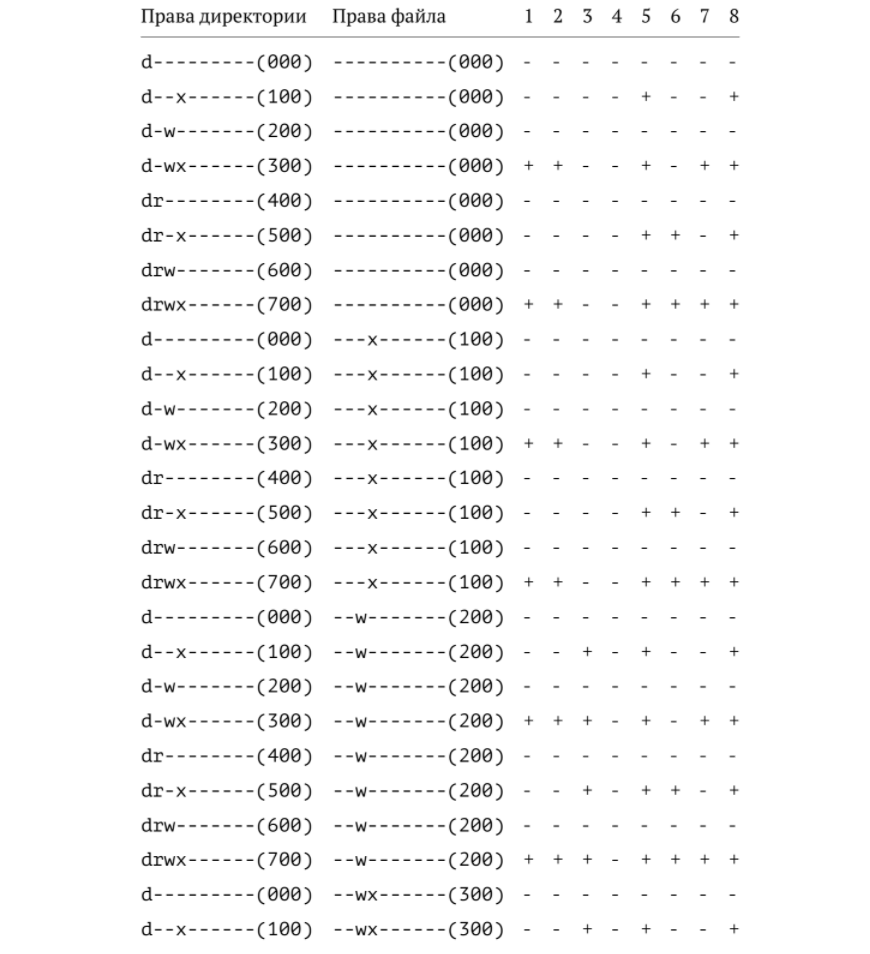 Права директории Права файла 1 2 3 4 5 6 7 8
d---------(000) ----------(000) - - - - - - - -
d--x------(100) ----------(000) - - - - + - - +
d-w-------(200) ----------(000) - - - - - - - -
d-wx------(300) ----------(000) + + - - + - + +
dr--------(400) ----------(000) - - - - - - - -
dr-x------(500) ----------(000) - - - - + + - +
drw-------(600) ----------(000) - - - - - - - -
drwx------(700) ----------(000) + + - - + + + +
d---------(000) ---x------(100) - - - - - - - -
d--x------(100) ---x------(100) - - - - + - - +
d-w-------(200) ---x------(100) - - - - - - - -
d-wx------(300) ---x------(100) + + - - + - + +
dr--------(400) ---x------(100) - - - - - - - -
dr-x------(500) ---x------(100) - - - - + + - +
drw-------(600) ---x------(100) - - - - - - - -
drwx------(700) ---x------(100) + + - - + + + +
d---------(000) --w-------(200) - - - - - - - -
d--x------(100) --w-------(200) - - + - + - - +
d-w-------(200) --w-------(200) - - - - - - - -
d-wx------(300) --w-------(200) + + + - + - + +
dr--------(400) --w-------(200) - - - - - - - -
dr-x------(500) --w-------(200) - - + - + + - +
drw-------(600) --w-------(200) - - - - - - - -
drwx------(700) --w-------(200) + + + - + + + +
d---------(000) --wx------(300) - - - - - - - -
d--x------(100) --wx------(300) - - + - + - - +